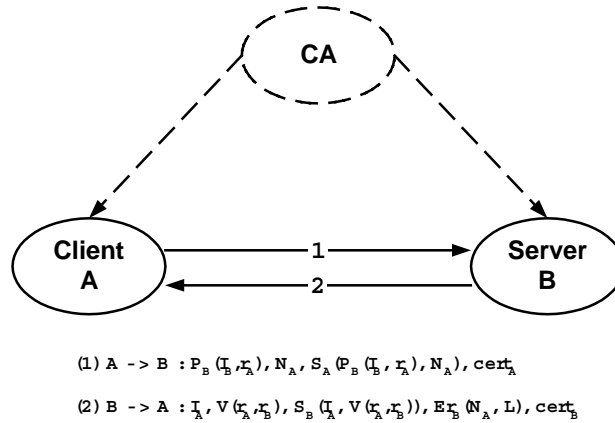 CA
Client
A
1
2
Server
B
(1) A -> B : P_B(I_B,r_A), N_A, S_A(P_B(I_B,r_A), N_A), cert_A
(2) B -> A : I_A, V(r_A,r_B), S_B(I_A, V(r_A,r_B)), Er_B(N_A, L), cert_B